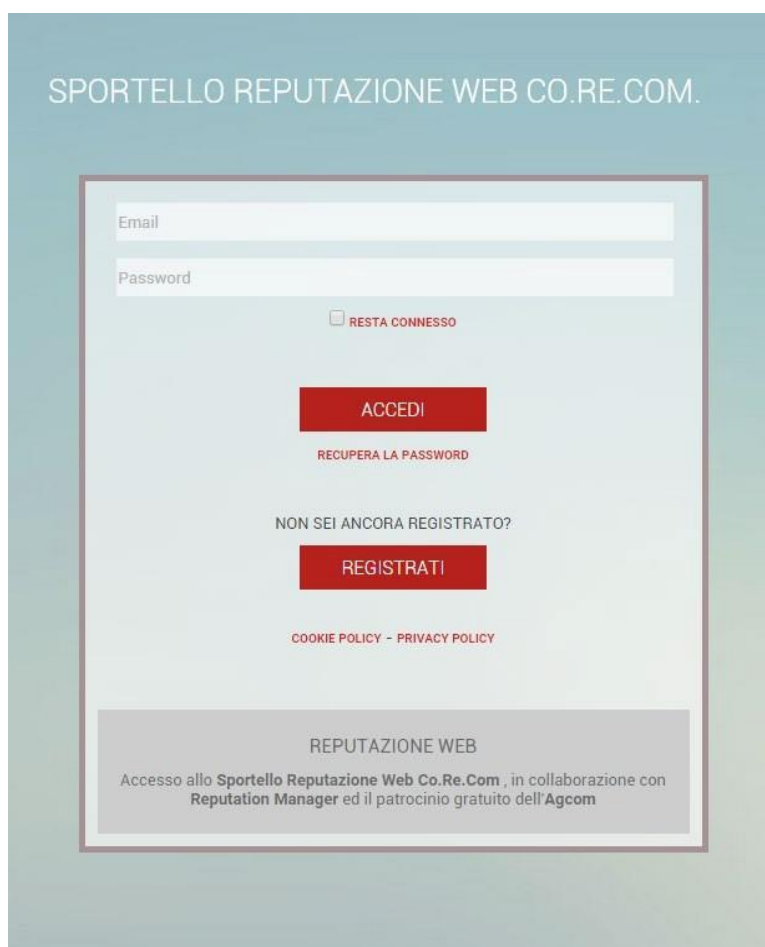 SPORTELLO REPUTAZIONE WEB CO.RE.COM.
Email
Password
RESTA CONNESSO
ACCEDI
RECUPERA LA PASSWORD
NON SEI ANCORA REGISTRATO?
REGISTRATI
COOKIE POLICY - PRIVACY POLICY
REPUTAZIONE WEB
Accesso allo Sportello Reputazione Web Co.Re.Com , in collaborazione con
Reputation Manager ed il patrocinio gratuito dell'Agcom